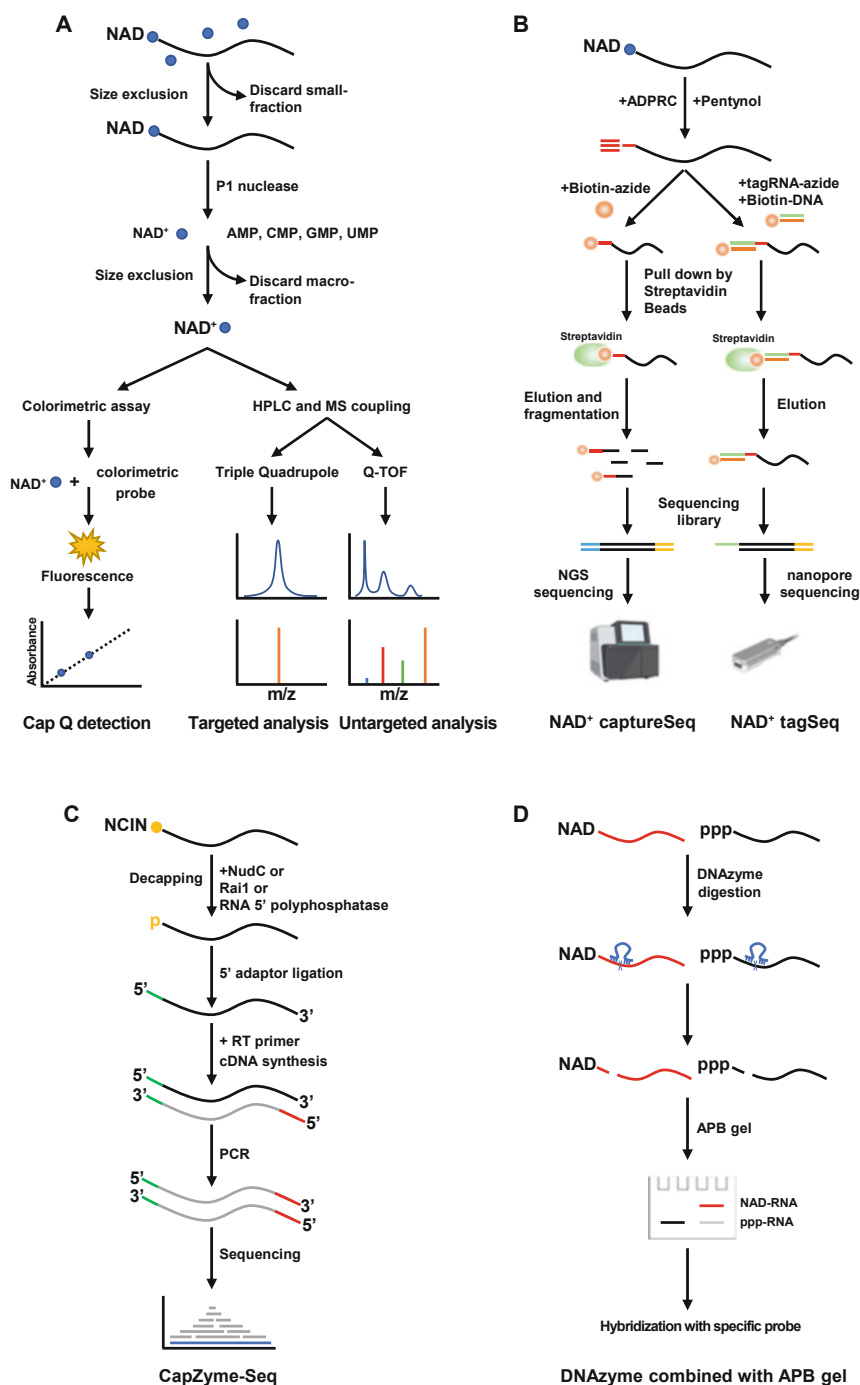 A
NAD
Size exclusion
Discard small-
fraction
NAD
P1 nuclease
NAD⁺
AMP, CMP, GMP, UMP
Size exclusion
Discard macro-
fraction
NAD⁺
Colorimetric assay
HPLC and MS coupling
NAD⁺ +
colorimetric
probe
Triple Quadrupole
Q-TOF
Fluorescence
Absorbance
m/z
m/z
Cap Q detection
Targeted analysis
Untargeted analysis
B
NAD
+ADPRC
+Pentynol
+Biotin-azide
+tagRNA-azide
+Biotin-DNA
Pull down by
Streptavidin
Beads
Streptavidin
Streptavidin
Elution and
fragmentation
Elution
Sequencing
library
NGS
sequencing
nanopore
sequencing
NAD⁺ captureSeq
NAD⁺ tagSeq
C
NCIN
Decapping
+NudC or
Rai1 or
RNA 5’ polyphosphatase
p
5’ adaptor ligation
5’
3’
+ RT primer
cDNA synthesis
5’
3’
3’
5’
PCR
5’
3’
3’
5’
Sequencing
CapZyme-Seq
D
NAD
ppp
DNAzyme
digestion
NAD
ppp
NAD
ppp
APB gel
NAD-RNA
ppp-RNA
Hybridization with specific probe
DNAzyme combined with APB gel